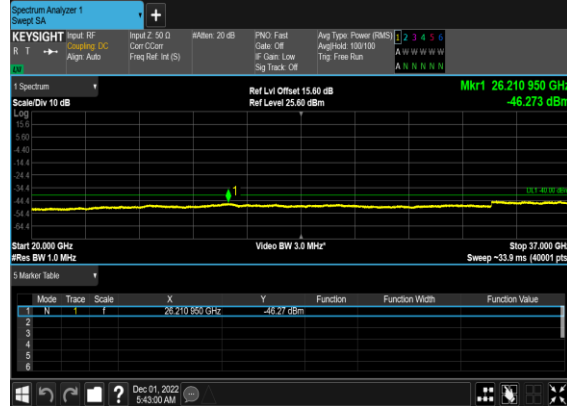 Spectrum Analyzer 1
Swept SA
+
KEYSIGHT Input: RF Input Z: 50 Ω #Atten: 20 dB PNO: Fast Avg Type: Power (RMS) 1 2 3 4 5 6
R T Coupling: DC Corr CCorr Gate: Off Avg|Hold: 100/100 A W W W W W
Align: Auto Freq Ref: Int (S) IF Gain: Low Trig: Free Run
Sig Track: Off A N N N N N
1 Spectrum Ref Lvl Offset 15.60 dB Mkr1 26.210 950 GHz
Scale/Div 10 dB Ref Level 25.60 dBm -46.273 dBm
Log
15.6
5.60
-4.40
-14.4
-24.4
-34.4 1 DL1 -40.00 dBm
-44.4
-54.4
-64.4
Start 20.000 GHz Video BW 3.0 MHz* Stop 37.000 GHz
#Res BW 1.0 MHz Sweep ~33.9 ms (40001 pts)
5 Marker Table
Mode Trace Scale X Y Function Function Width Function Value
1 N 1 f 26.210 950 GHz -46.27 dBm
2
3
4
5
6
? Dec 01, 2022
5:43:00 AM